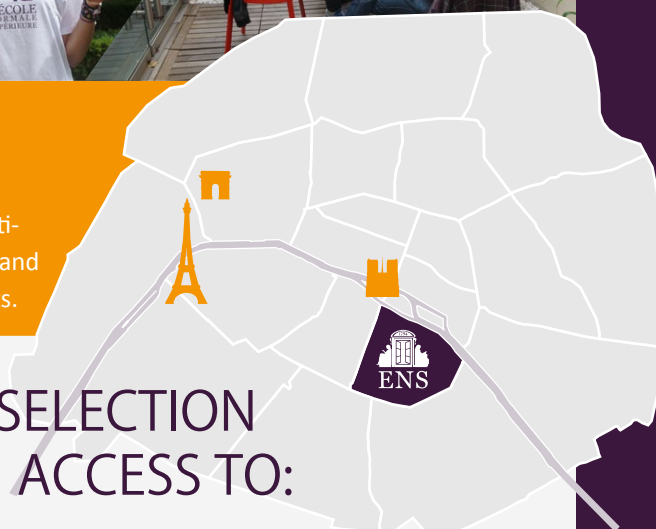 ÉCOLE
NORMALE
SUPÉRIEURE
ti-
and
s.
ENS
SELECTION
ACCESS TO: